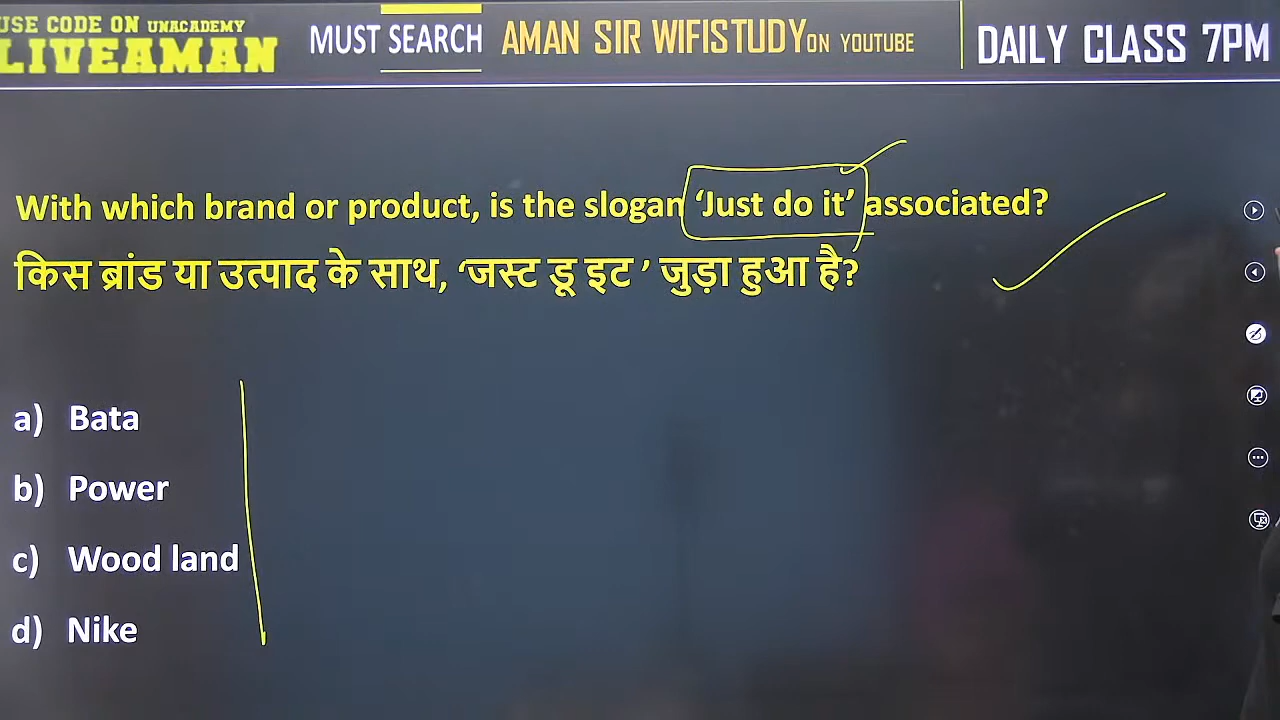 USE CODE ON UNACADEMY
LIVEAMAN
MUST SEARCH AMAN SIR WIFISTUDY ON YOUTUBE
DAILY CLASS 7PM
With which brand or product, is the slogan ‘Just do it’ associated?
किस ब्रांड या उत्पाद के साथ, ‘जस्ट डू इट ’ जुड़ा हुआ है?
a) Bata
b) Power
c) Wood land
d) Nike